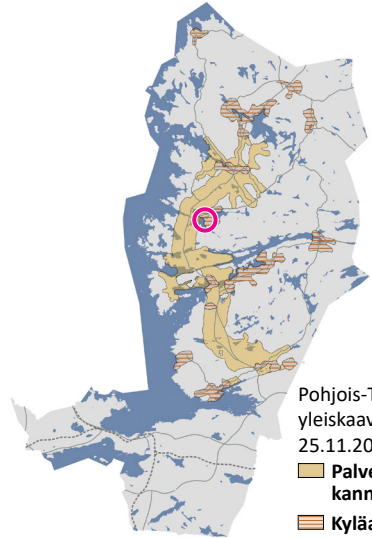 Pohjois-T
yleiskaav
25.11.20
Palve
kann
Kyläa